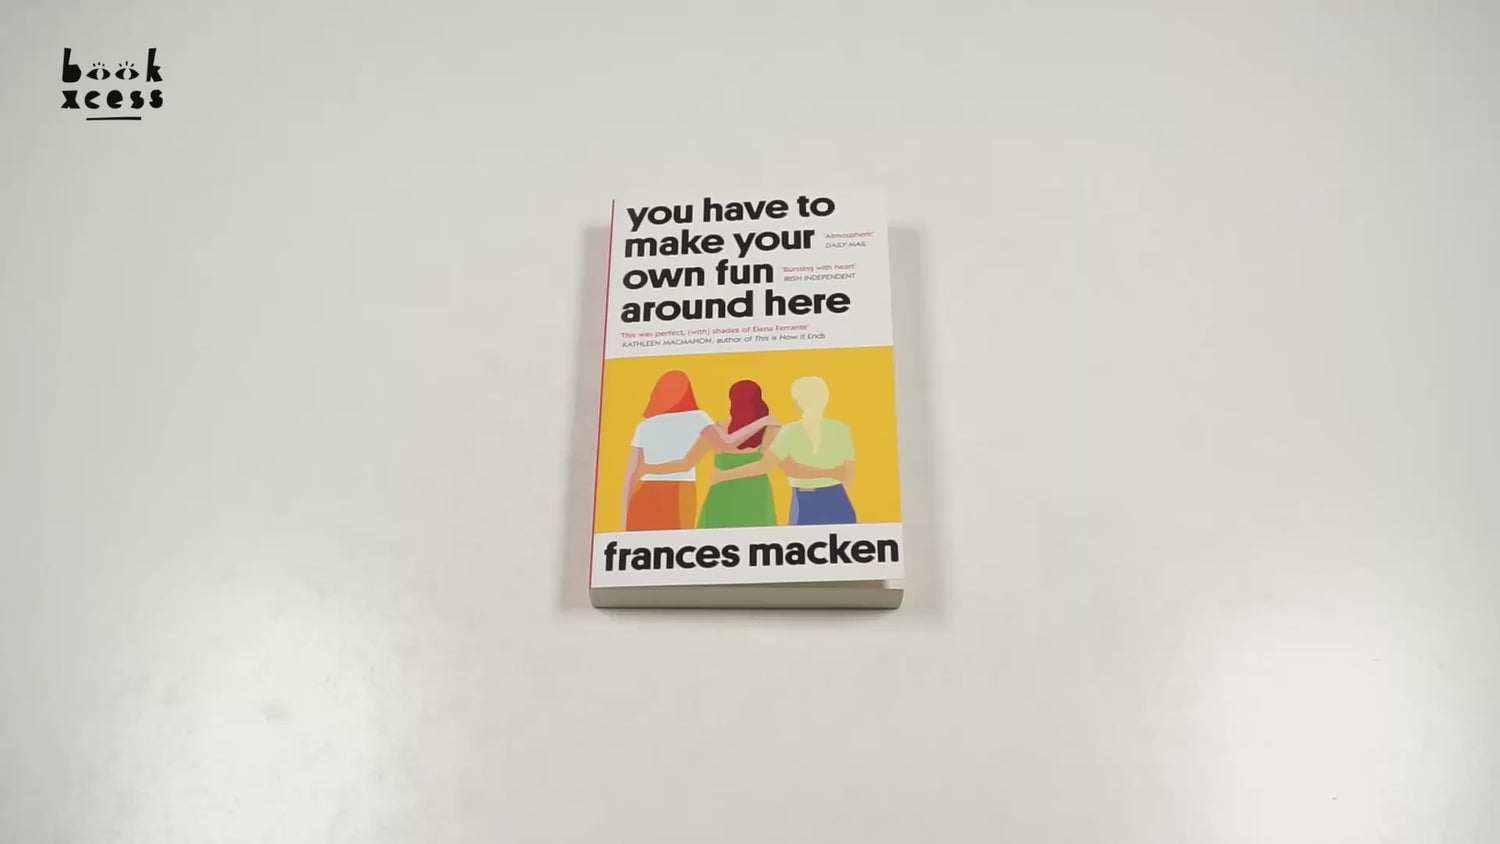 book
xcess
you have to
make your
own fun
around here
'Atmospheric'
DAILY MAIL
'Bursting with heart'
IRISH INDEPENDENT
'This was perfect, (with) shades of Elena Ferrante'
KATHLEEN MACMAHON, author of This is How it Ends
frances macken